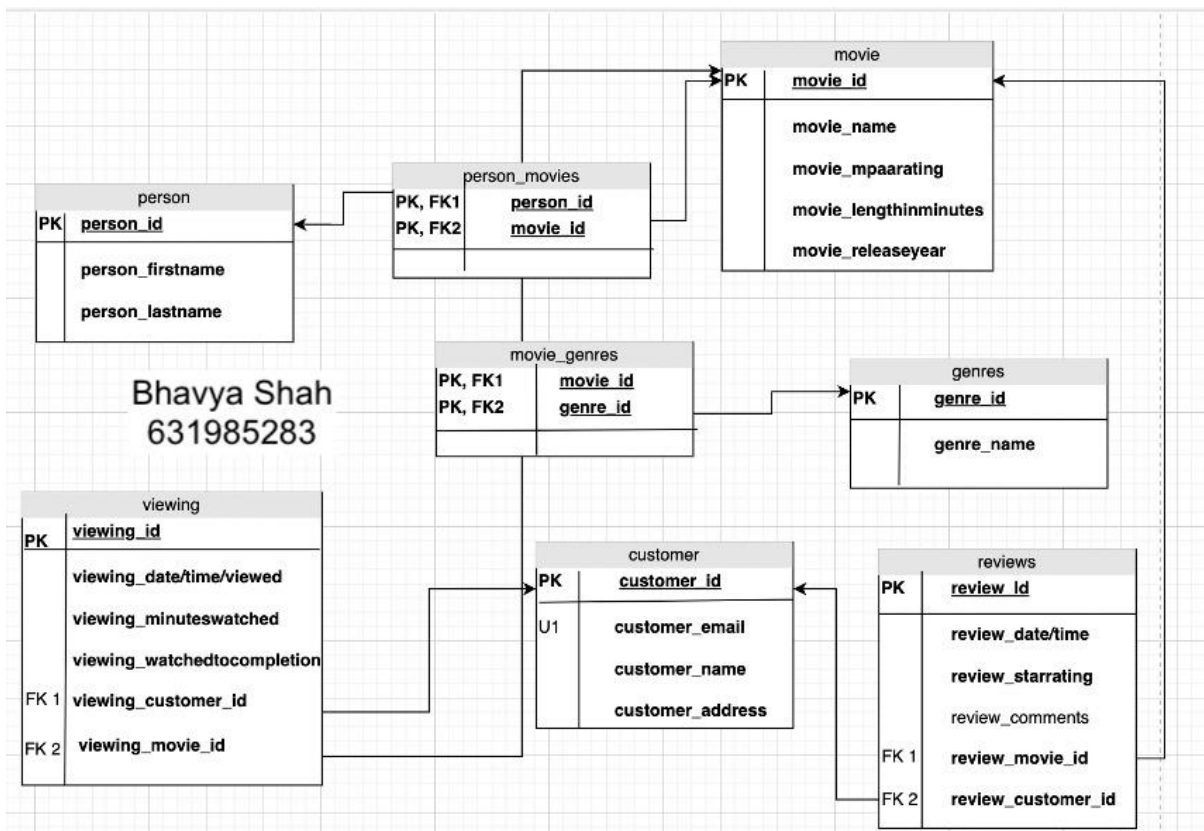 movie
PK movie_id
movie_name
movie_mpaarating
movie_lengthinminutes
movie_releaseyear
person_movies
PK, FK1 person_id
PK, FK2 movie_id
person
PK person_id
person_firstname
person_lastname
movie_genres
PK, FK1 movie_id
PK, FK2 genre_id
genres
PK genre_id
genre_name
Bhavya Shah
631985283
viewing
PK viewing_id
viewing_date/time/viewed
viewing_minuteswatched
viewing_watchedtocompletion
FK 1 viewing_customer_id
FK 2 viewing_movie_id
customer
PK customer_id
U1 customer_email
customer_name
customer_address
reviews
PK review_id
review_date/time
review_starrating
review_comments
FK 1 review_movie_id
FK 2 review_customer_id